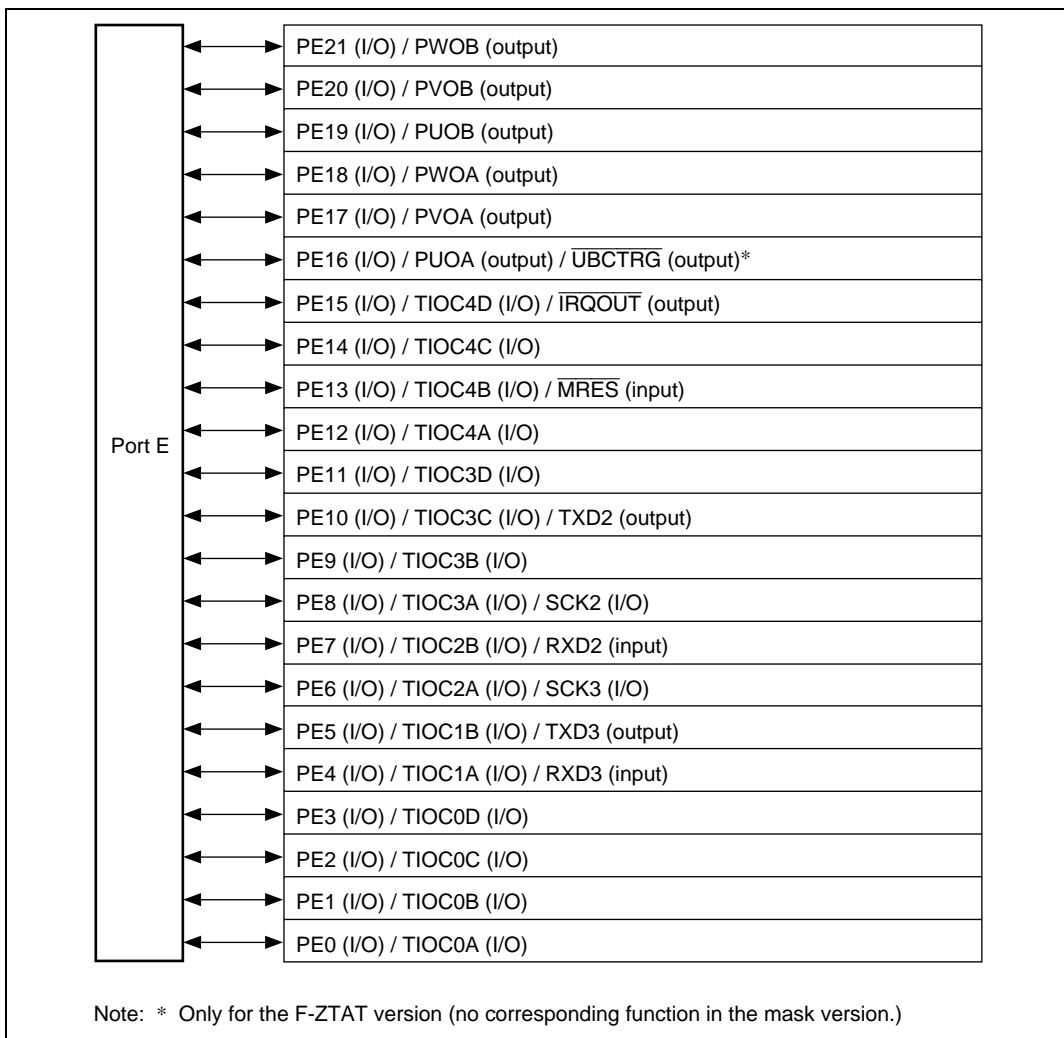 PE21 (I/O) / PWOB (output)
PE20 (I/O) / PVOB (output)
PE19 (I/O) / PUOB (output)
PE18 (I/O) / PWOA (output)
PE17 (I/O) / PVOA (output)
PE16 (I/O) / PUOA (output) / U̅B̅C̅T̅R̅G̅ (output)*
PE15 (I/O) / TIOC4D (I/O) / I̅R̅Q̅O̅U̅T̅ (output)
PE14 (I/O) / TIOC4C (I/O)
PE13 (I/O) / TIOC4B (I/O) / M̅R̅E̅S̅ (input)
Port E
PE12 (I/O) / TIOC4A (I/O)
PE11 (I/O) / TIOC3D (I/O)
PE10 (I/O) / TIOC3C (I/O) / TXD2 (output)
PE9 (I/O) / TIOC3B (I/O)
PE8 (I/O) / TIOC3A (I/O) / SCK2 (I/O)
PE7 (I/O) / TIOC2B (I/O) / RXD2 (input)
PE6 (I/O) / TIOC2A (I/O) / SCK3 (I/O)
PE5 (I/O) / TIOC1B (I/O) / TXD3 (output)
PE4 (I/O) / TIOC1A (I/O) / RXD3 (input)
PE3 (I/O) / TIOC0D (I/O)
PE2 (I/O) / TIOC0C (I/O)
PE1 (I/O) / TIOC0B (I/O)
PE0 (I/O) / TIOC0A (I/O)
Note: * Only for the F-ZTAT version (no corresponding function in the mask version.)